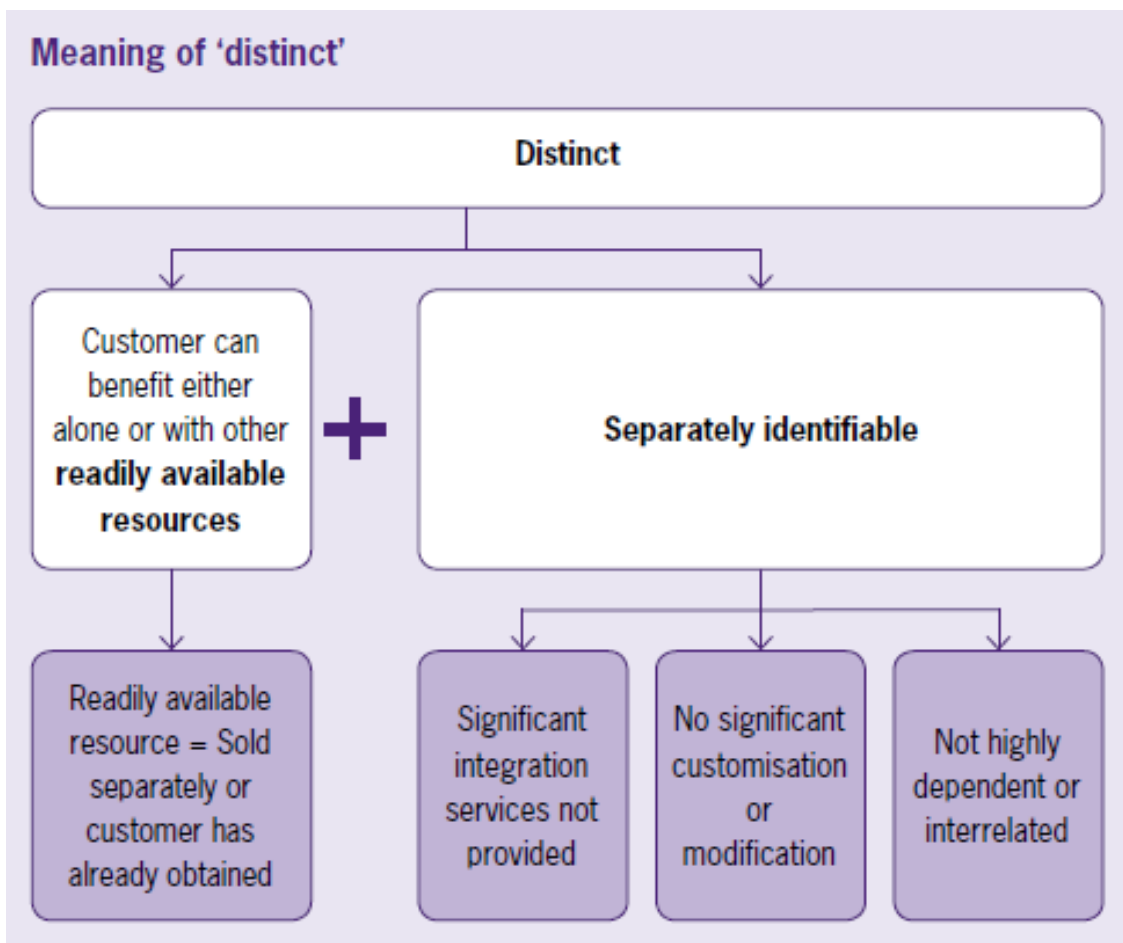 Meaning of ‘distinct’
Distinct
Customer can
benefit either
alone or with other
readily available
resources
+
Separately identifiable
Readily available
resource = Sold
separately or
customer has
already obtained
Significant
integration
services not
provided
No significant
customisation
or
modification
Not highly
dependent or
interrelated